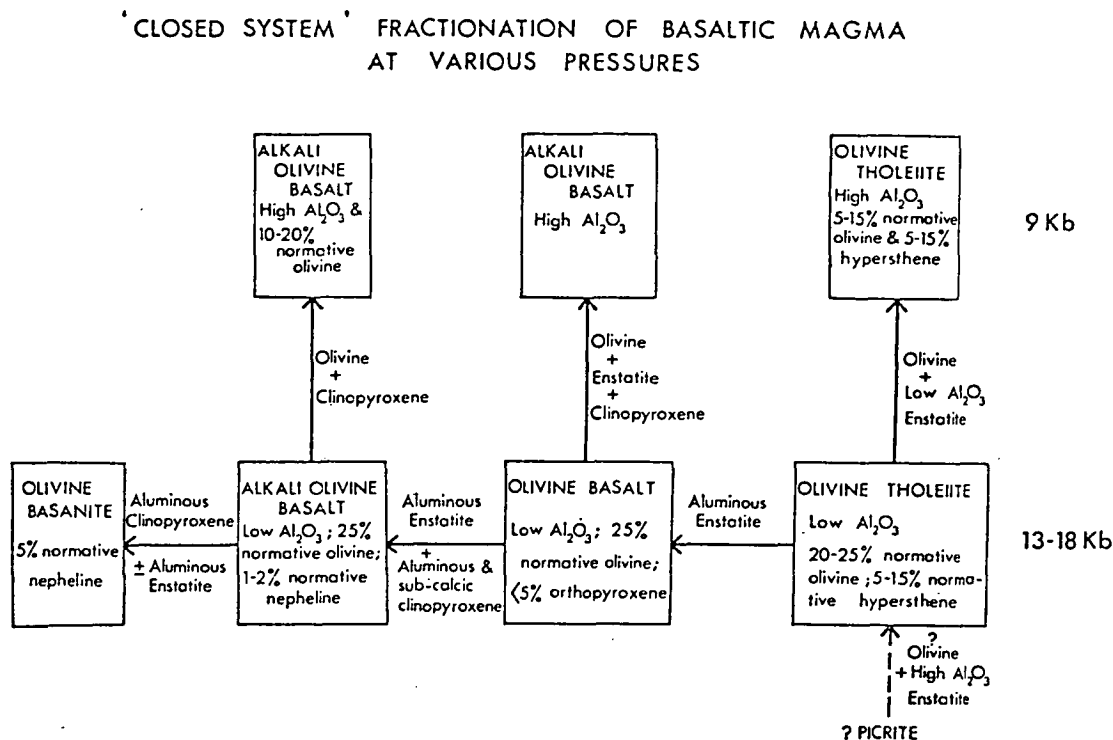 'CLOSED SYSTEM' FRACTIONATION OF BASALTIC MAGMA
AT VARIOUS PRESSURES
ALKALI
OLIVINE
BASALT
High Al₂O₃ &
10-20%
normative
olivine
ALKALI
OLIVINE
BASALT
High Al₂O₃
OLIVINE
THOLEIITE
High Al₂O₃
5-15% normative
olivine & 5-15%
hypersthene
9 Kb
Olivine
+
Clinopyroxene
Olivine
+
Enstatite
+
Clinopyroxene
Olivine
+
Low Al₂O₃
Enstatite
OLIVINE
BASANITE
5% normative
nepheline
Aluminous
Clinopyroxene
± Aluminous
Enstatite
ALKALI OLIVINE
BASALT
Low Al₂O₃; 25%
normative olivine;
1-2% normative
nepheline
Aluminous
Enstatite
+
Aluminous &
sub-calcic
clinopyroxene
OLIVINE BASALT
Low Al₂O₃; 25%
normative olivine;
<5% orthopyroxene
Aluminous
Enstatite
OLIVINE THOLEIITE
Low Al₂O₃
20-25% normative
olivine; 5-15% norma-
tive hypersthene
13-18 Kb
?
Olivine
+ High Al₂O₃
Enstatite
? PICRITE